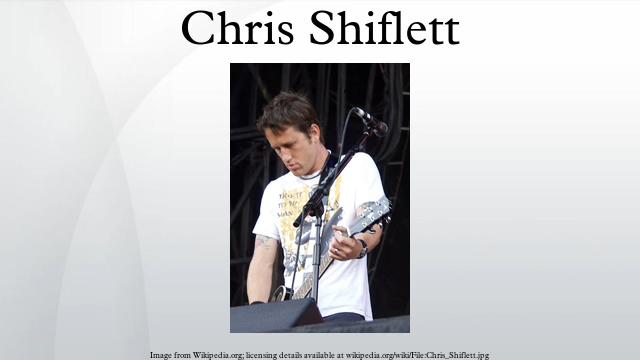 Chris Shiflett
Image from Wikipedia.org; licensing details available at wikipedia.org/wiki/File:Chris_Shiflett.jpg